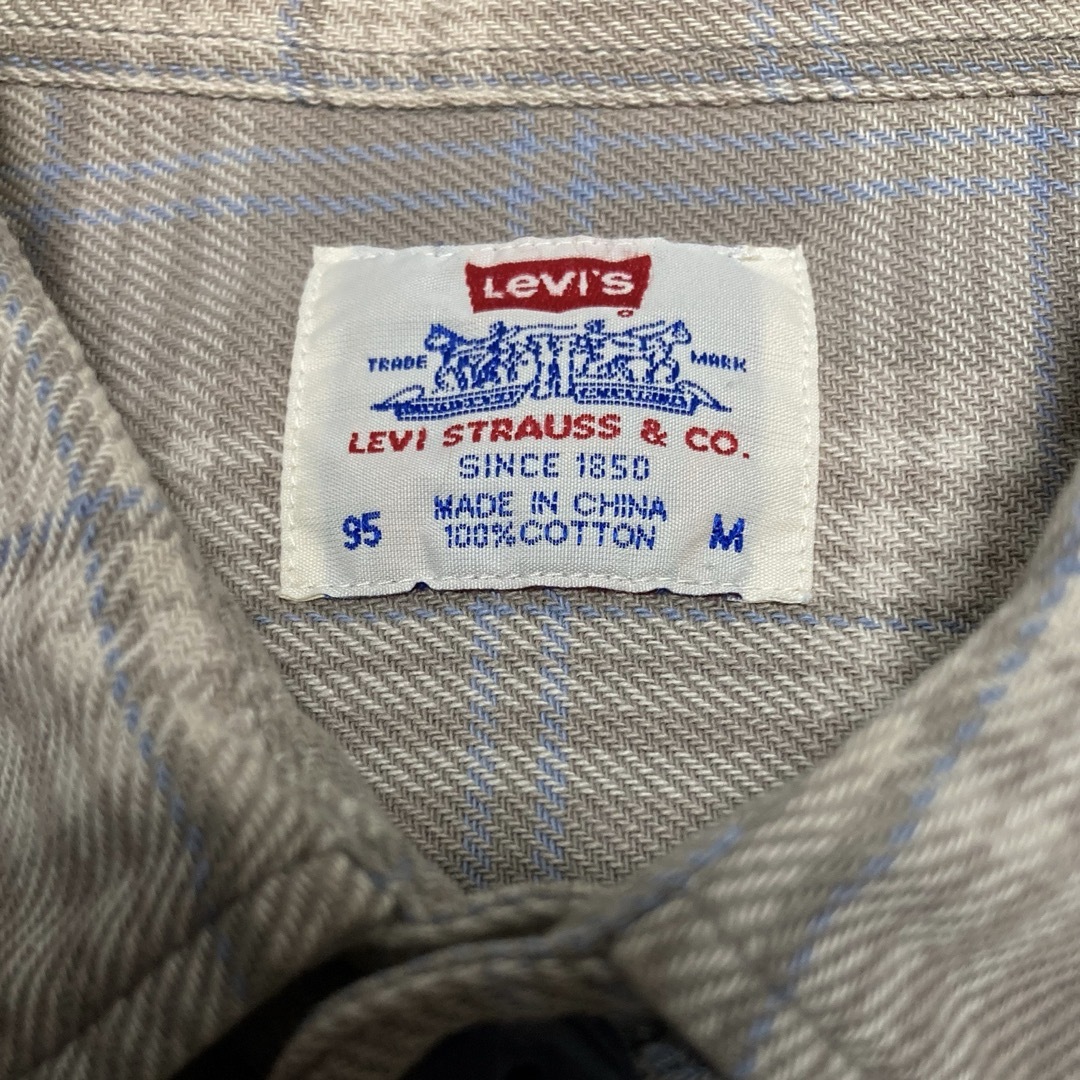 LEVI'S
®
TRADE MARK
LEVI STRAUSS & CO.
SINCE 1850
MADE IN CHINA
95 100% COTTON M